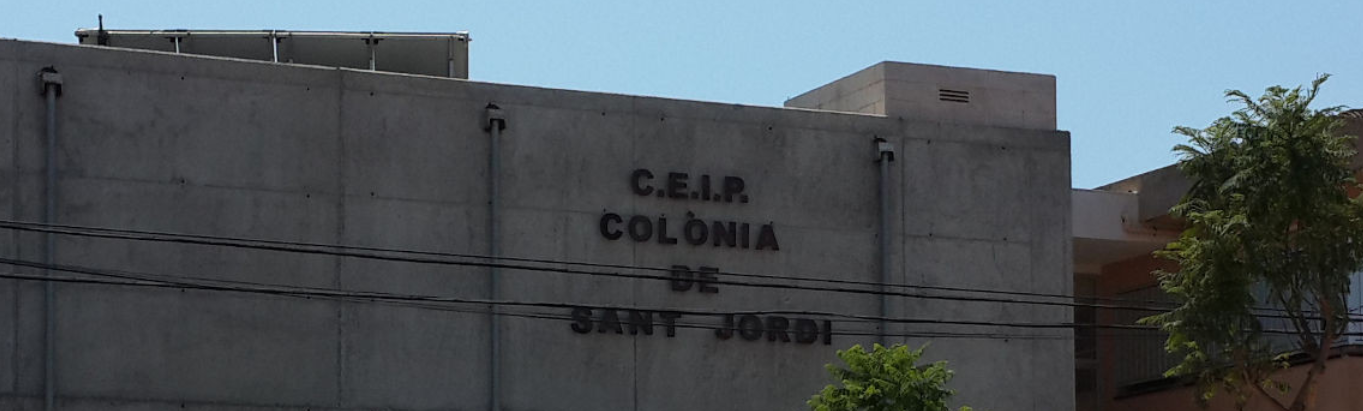 C.E.I.P.
COLÒNIA
DE
SANT JORDI